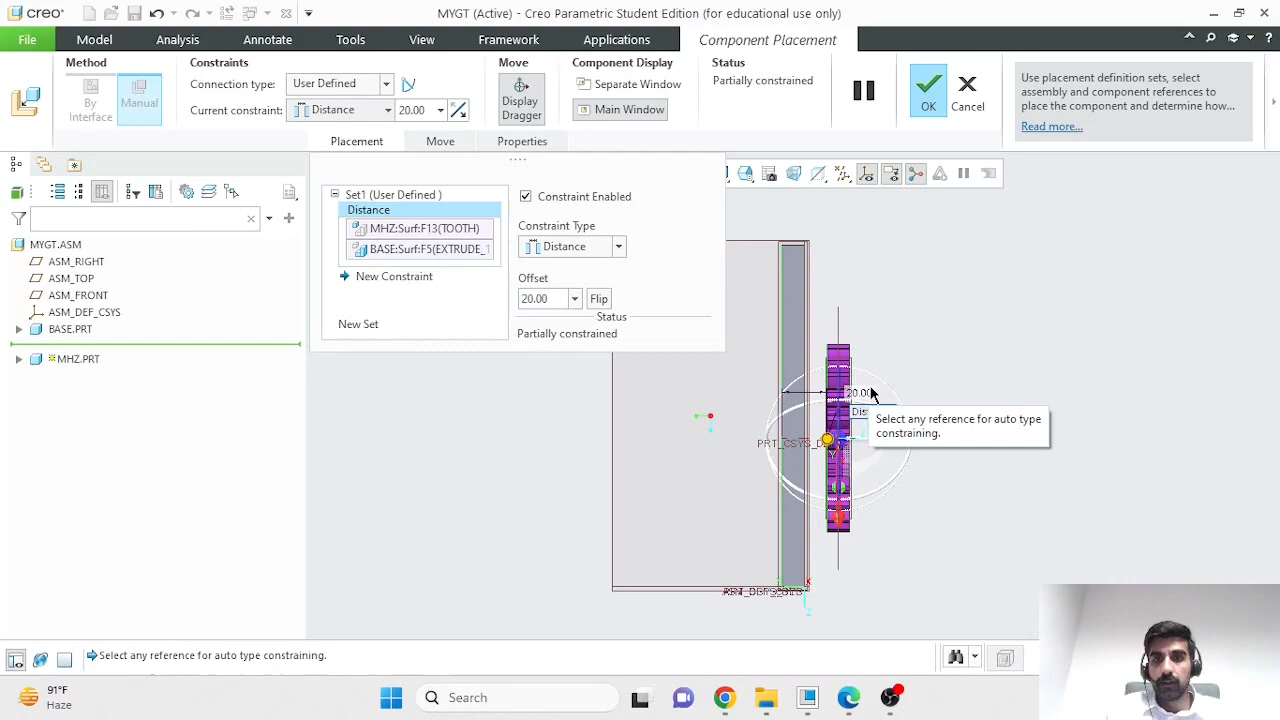 creo
MYGT (Active) - Creo Parametric Student Edition (for educational use only)
File
Model
Analysis
Annotate
Tools
View
Framework
Applications
Component Placement
Method
Constraints
Move
Component Display
Status
By Interface
Manual
Connection type:
User Defined
Current constraint:
Distance
20.00
Display Dragger
Separate Window
Main Window
Partially constrained
OK
Cancel
Use placement definition sets, select
assembly and component references to
place the component and determine how...
Read more...
Placement
Move
Properties
Set1 (User Defined )
Distance
MHZ:Surf:F13(TOOTH)
BASE:Surf:F5(EXTRUDE_1
New Constraint
New Set
Constraint Enabled
Constraint Type
Distance
Offset
20.00
Flip
Status
Partially constrained
MYGT.ASM
ASM_RIGHT
ASM_TOP
ASM_FRONT
ASM_DEF_CSYS
BASE.PRT
MHZ.PRT
20.00
Select any reference for auto type
constraining.
Select any reference for auto type constraining.
91°F
Haze
Search